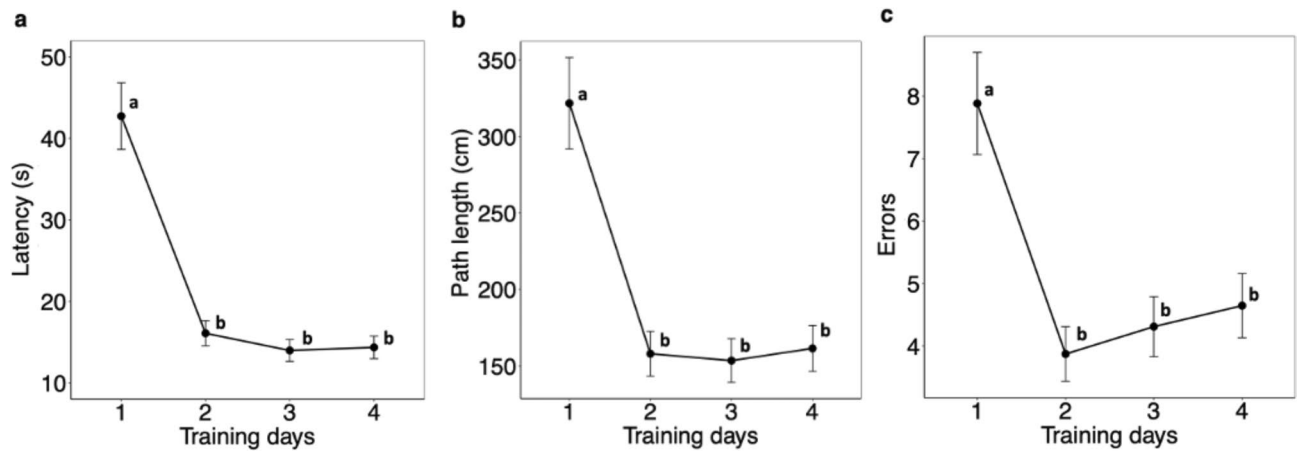 a
Latency (s)
50
40
30
20
10
a
b
b
b
1 2 3 4
Training days
b
Path length (cm)
350
300
250
200
150
a
b
b
b
1 2 3 4
Training days
c
Errors
8
7
6
5
4
a
b
b
b
1 2 3 4
Training days